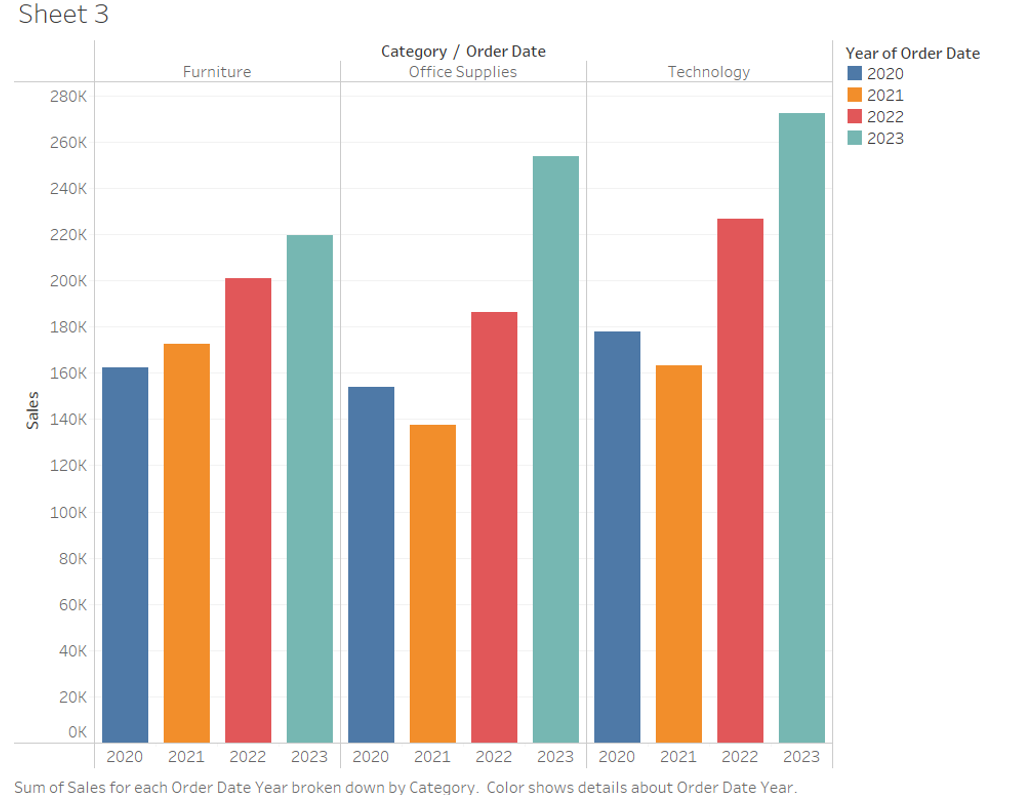 Sheet 3
Category / Order Date
Furniture Office Supplies Technology
Year of Order Date
2020
2021
2022
2023
Sales
280K
260K
240K
220K
200K
180K
160K
140K
120K
100K
80K
60K
40K
20K
0K
2020 2021 2022 2023 2020 2021 2022 2023 2020 2021 2022 2023
Sum of Sales for each Order Date Year broken down by Category. Color shows details about Order Date Year.